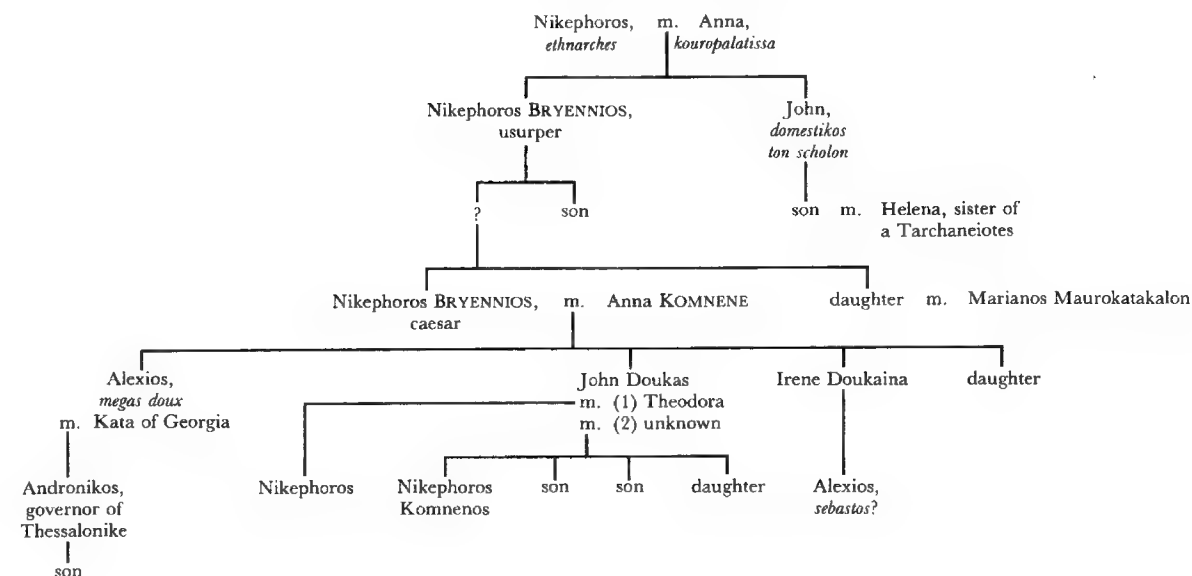 Nikephoros, m. Anna,
ethnarches kouropalatissa
Nikephoros BRYENNIOS,
usurper
John,
domestikos
ton scholon
? son
son m. Helena, sister of
a Tarchaneiotes
Nikephoros BRYENNIOS, m. Anna KOMNENE
caesar
daughter m. Marianos Maurokatakalon
Alexios,
megas doux
m. Kata of Georgia
John Doukas
m. (1) Theodora
m. (2) unknown
Irene Doukaina
daughter
Andronikos,
governor of
Thessalonike
Nikephoros
Nikephoros
Komnenos
son
son
daughter
Alexios,
sebastos?
son